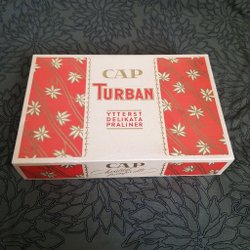 CAP
TURBAN
YTTERST
DELIKATA
PRALINER
CAP